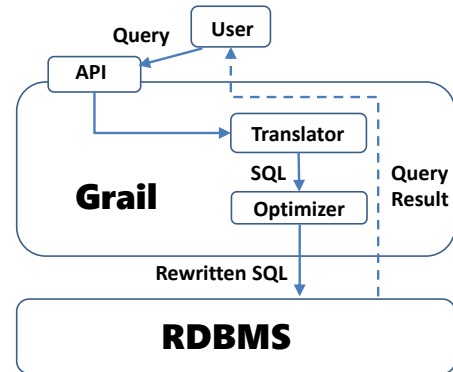 User
Query
API
Translator
SQL
Query
Result
Grail
Optimizer
Rewritten SQL
RDBMS